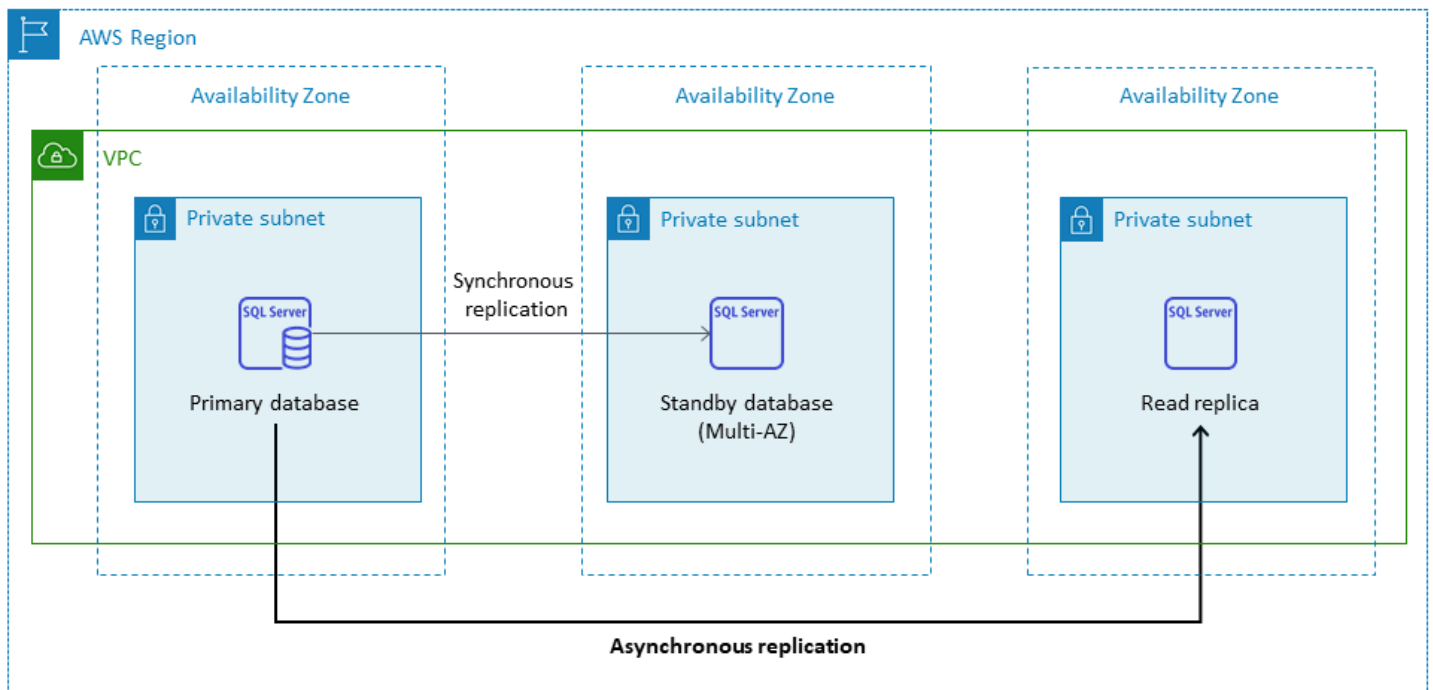 AWS Region
Availability Zone
Availability Zone
Availability Zone
VPC
Private subnet
Private subnet
Private subnet
Synchronous
replication
SQL Server
SQL Server
SQL Server
Primary database
Standby database
(Multi-AZ)
Read replica
Asynchronous replication